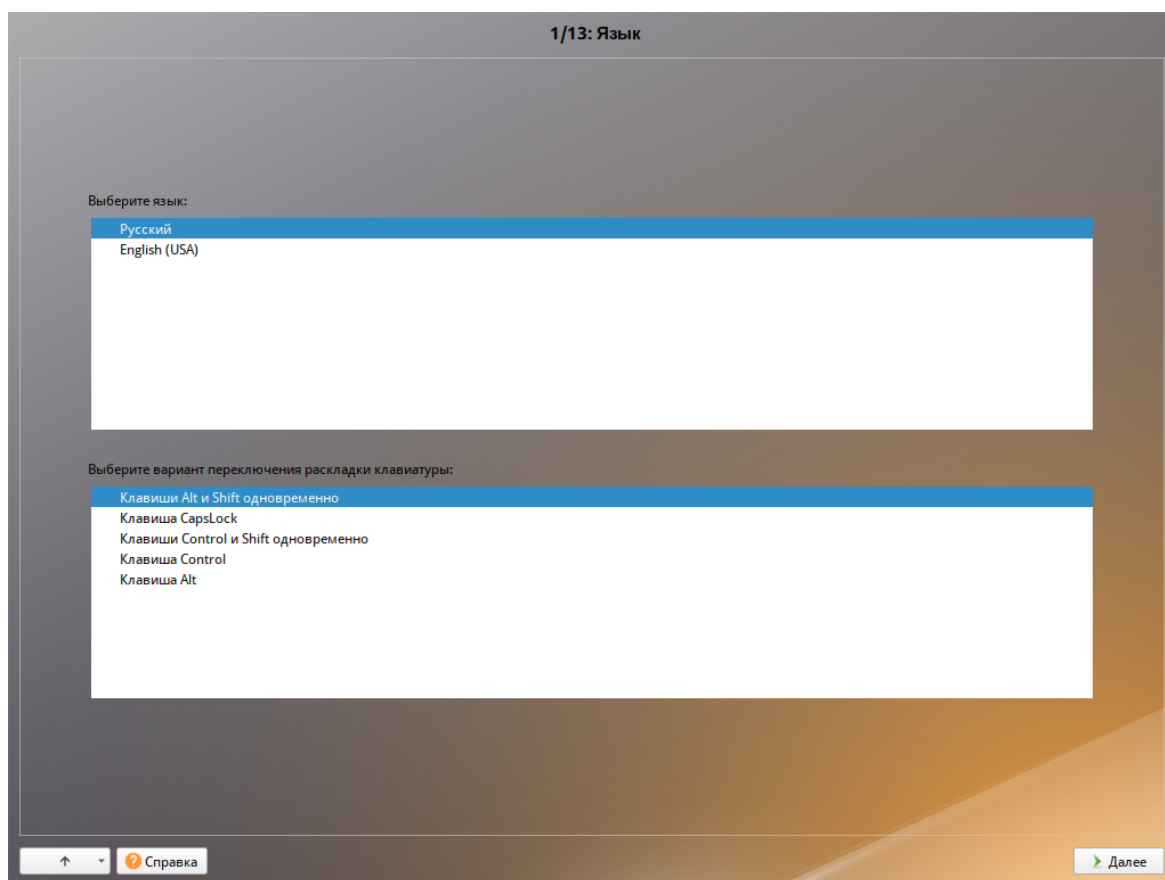 1/13: Язык
Выберите язык:
Русский
English (USA)
Выберите вариант переключения раскладки клавиатуры:
Клавиши Alt и Shift одновременно
Клавиша CapsLock
Клавиши Control и Shift одновременно
Клавиша Control
Клавиша Alt
Справка
Далее